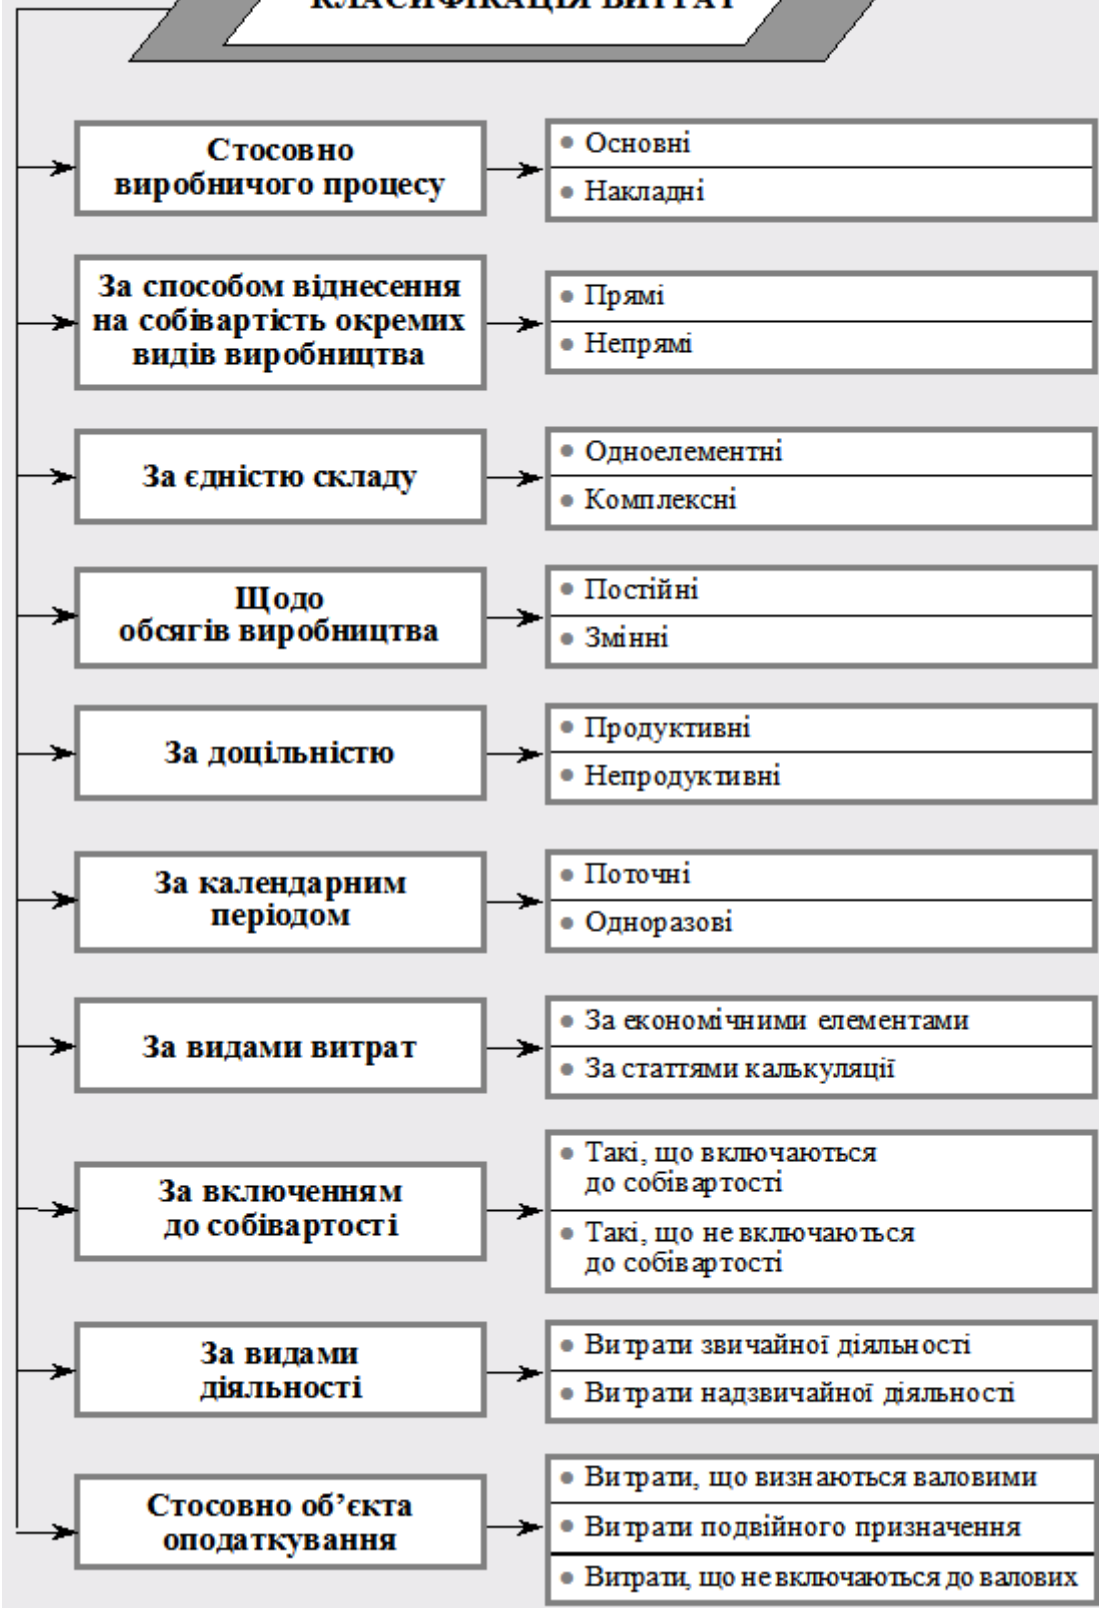 КЛАСИФІКАЦІЯ ВИТРАТ
Стосовно
виробничого процесу
• Основні
• Накладні
За способом віднесення
на собівартість окремих
видів виробництва
• Прямі
• Непрямі
За єдністю складу
• Одноелементні
• Комплексні
Щодо
обсягів виробництва
• Постійні
• Змінні
За доцільністю
• Продуктивні
• Непродуктивні
За календарним
періодом
• Поточні
• Одноразові
За видами витрат
• За економічними елементами
• За статтями калькуляції
За включенням
до собівартості
• Такі, що включаються
до собівартості
• Такі, що не включаються
до собівартості
За видами
діяльності
• Витрати звичайної діяльності
• Витрати надзвичайної діяльності
Стосовно об’єкта
оподаткування
• Витрати, що визнаються валовими
• Витрати подвійного призначення
• Витрати, що не включаються до валових